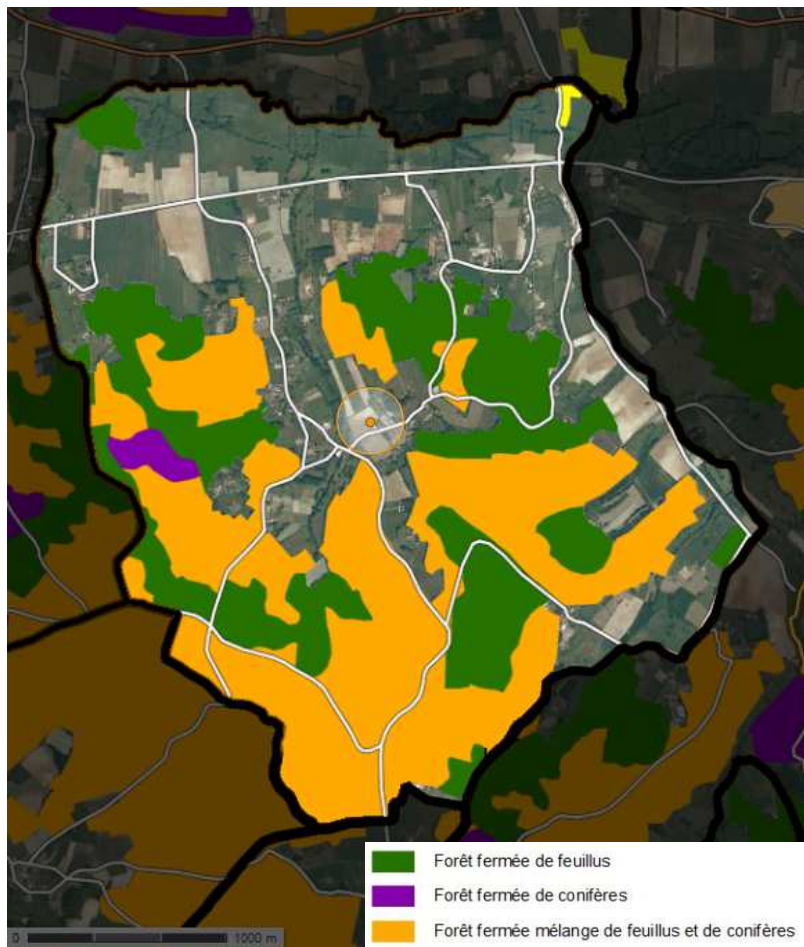 Forêt fermée de feuillus
Forêt fermée de conifères
Forêt fermée mélange de feuillus et de conifères
0 1000 m